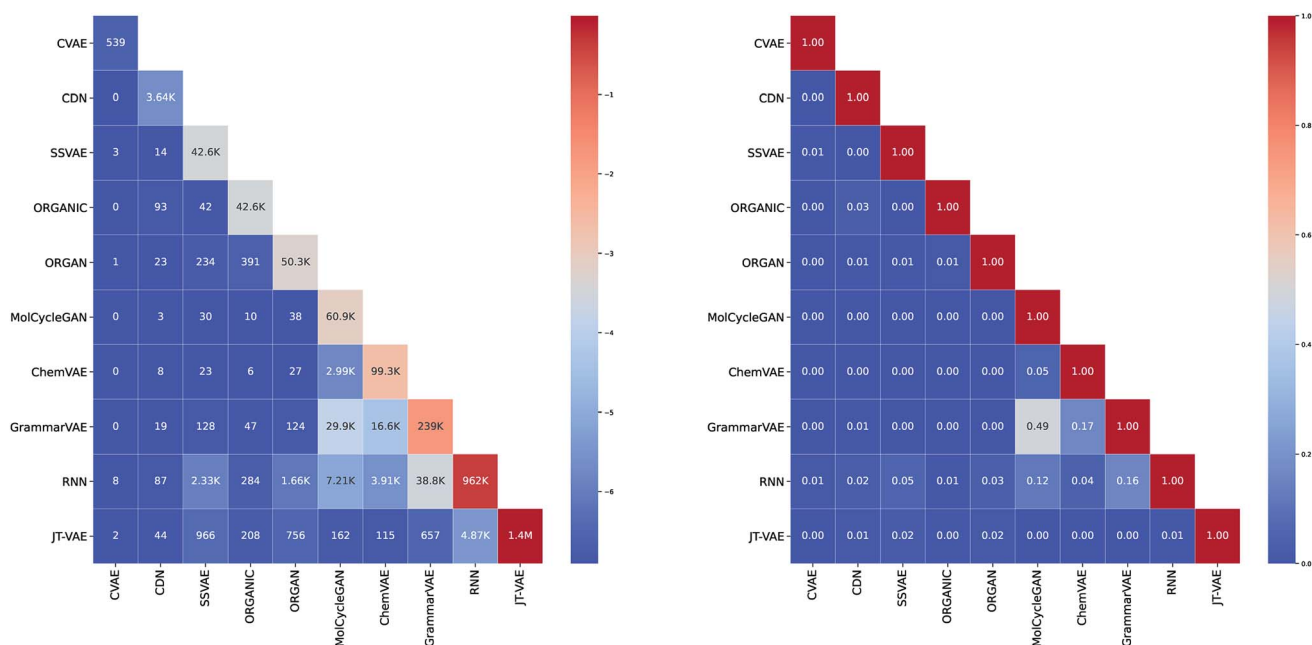 CVAE 539
CDN 0 3.64K
SSVAE 3 14 42.6K
ORGANIC 0 93 42 42.6K
ORGAN 1 23 234 391 50.3K
MolCycleGAN 0 3 30 10 38 60.9K
ChemVAE 0 8 23 6 27 2.99K 99.3K
GrammarVAE 0 19 128 47 124 29.9K 16.6K 239K
RNN 8 87 2.33K 284 1.66K 7.21K 3.91K 38.8K 962K
JT-VAE 2 44 966 208 756 162 115 657 4.87K 1.4M
CVAE CDN SSVAE ORGANIC ORGAN MolCycleGAN ChemVAE GrammarVAE RNN JT-VAE
−1
−2
−3
−4
−5
−6
CVAE 1.00
CDN 0.00 1.00
SSVAE 0.01 0.00 1.00
ORGANIC 0.00 0.03 0.00 1.00
ORGAN 0.00 0.01 0.01 0.01 1.00
MolCycleGAN 0.00 0.00 0.00 0.00 0.00 1.00
ChemVAE 0.00 0.00 0.00 0.00 0.00 0.05 1.00
GrammarVAE 0.00 0.01 0.00 0.00 0.00 0.49 0.17 1.00
RNN 0.01 0.02 0.05 0.01 0.03 0.12 0.04 0.16 1.00
JT-VAE 0.00 0.01 0.02 0.00 0.02 0.00 0.00 0.00 0.01 1.00
CVAE CDN SSVAE ORGANIC ORGAN MolCycleGAN ChemVAE GrammarVAE RNN JT-VAE
1.0
0.8
0.6
0.4
0.2
0.0